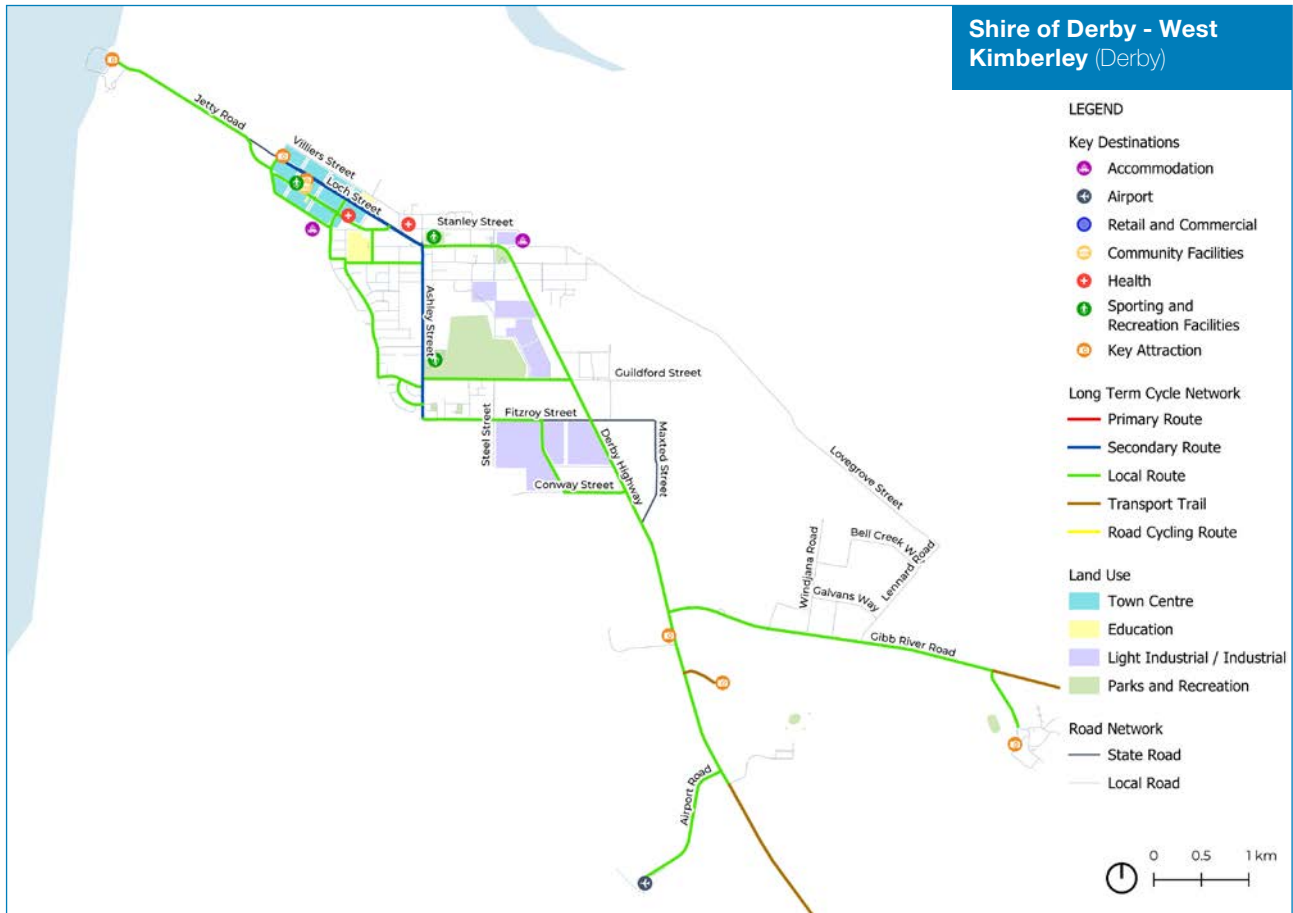 Shire of Derby - West
Kimberley (Derby)
LEGEND
Key Destinations
Accommodation
Airport
Retail and Commercial
Community Facilities
Health
Sporting and
Recreation Facilities
Key Attraction
Long Term Cycle Network
Primary Route
Secondary Route
Local Route
Transport Trail
Road Cycling Route
Land Use
Town Centre
Education
Light Industrial / Industrial
Parks and Recreation
Road Network
State Road
Local Road
0 0.5 1 km
Jetty Road
Villiers Street
Loch Street
Stanley Street
Ashley Street
Guildford Street
Fitzroy Street
Steel Street
Derby Highway
Maxted Street
Conway Street
Lovegrove Street
Windjana Road
Bell Creek W
Lennard Road
Galvans Way
Gibb River Road
Airport Road